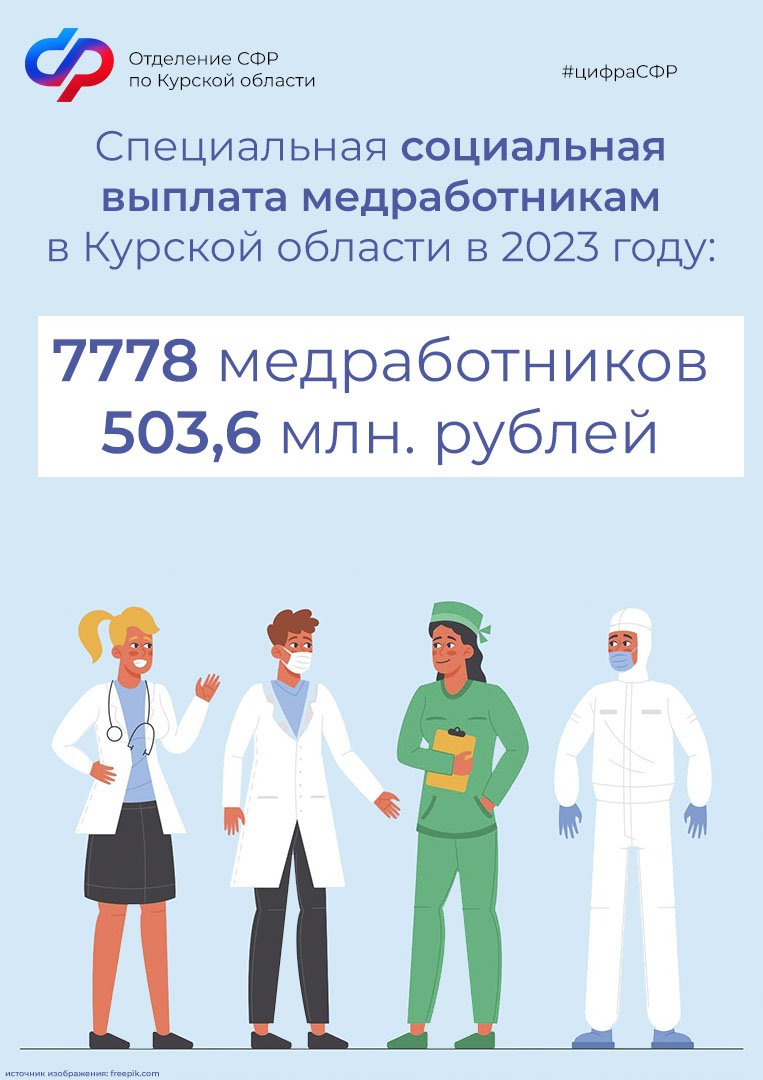 Отделение СФР
по Курской области
#цифраСФР
Специальная социальная
выплата медработникам
в Курской области в 2023 году:
7778 медработников
503,6 млн. рублей
источник изображения: freepik.com